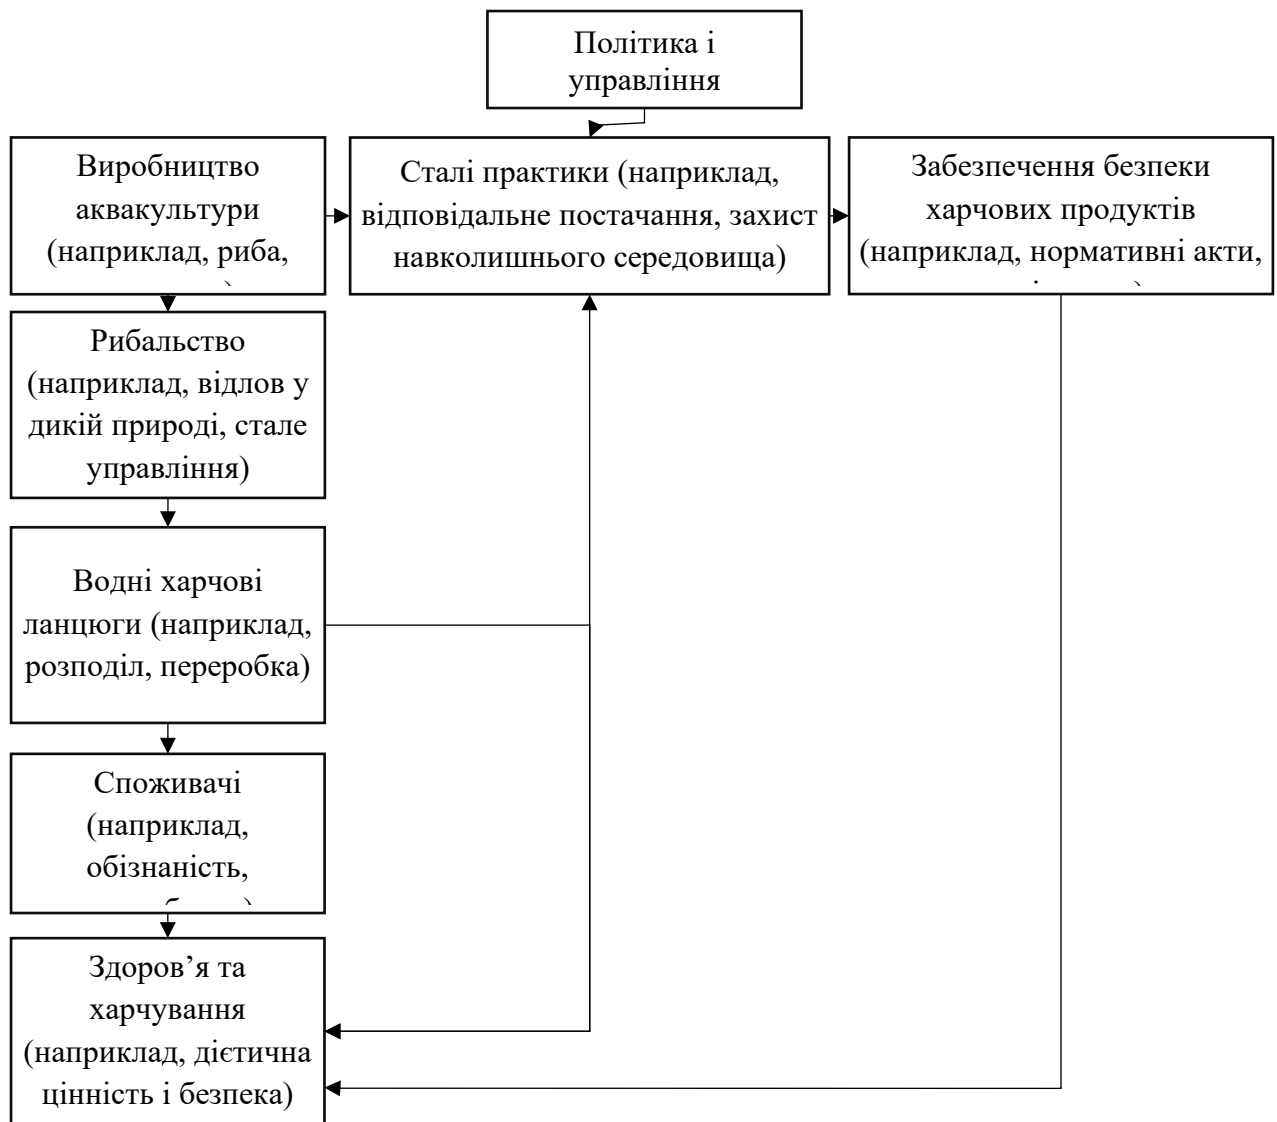 Політика і
управління
Виробництво
аквакультури
(наприклад, риба,
Сталі практики (наприклад,
відповідальне постачання, захист
навколишнього середовища)
Забезпечення безпеки
харчових продуктів
(наприклад, нормативні акти,
Рибальство
(наприклад, відлов у
дикій природі, стале
управління)
Водні харчові
ланцюги (наприклад,
розподіл, переробка)
Споживачі
(наприклад,
обізнаність,
Здоров’я та
харчування
(наприклад, дієтична
цінність і безпека)